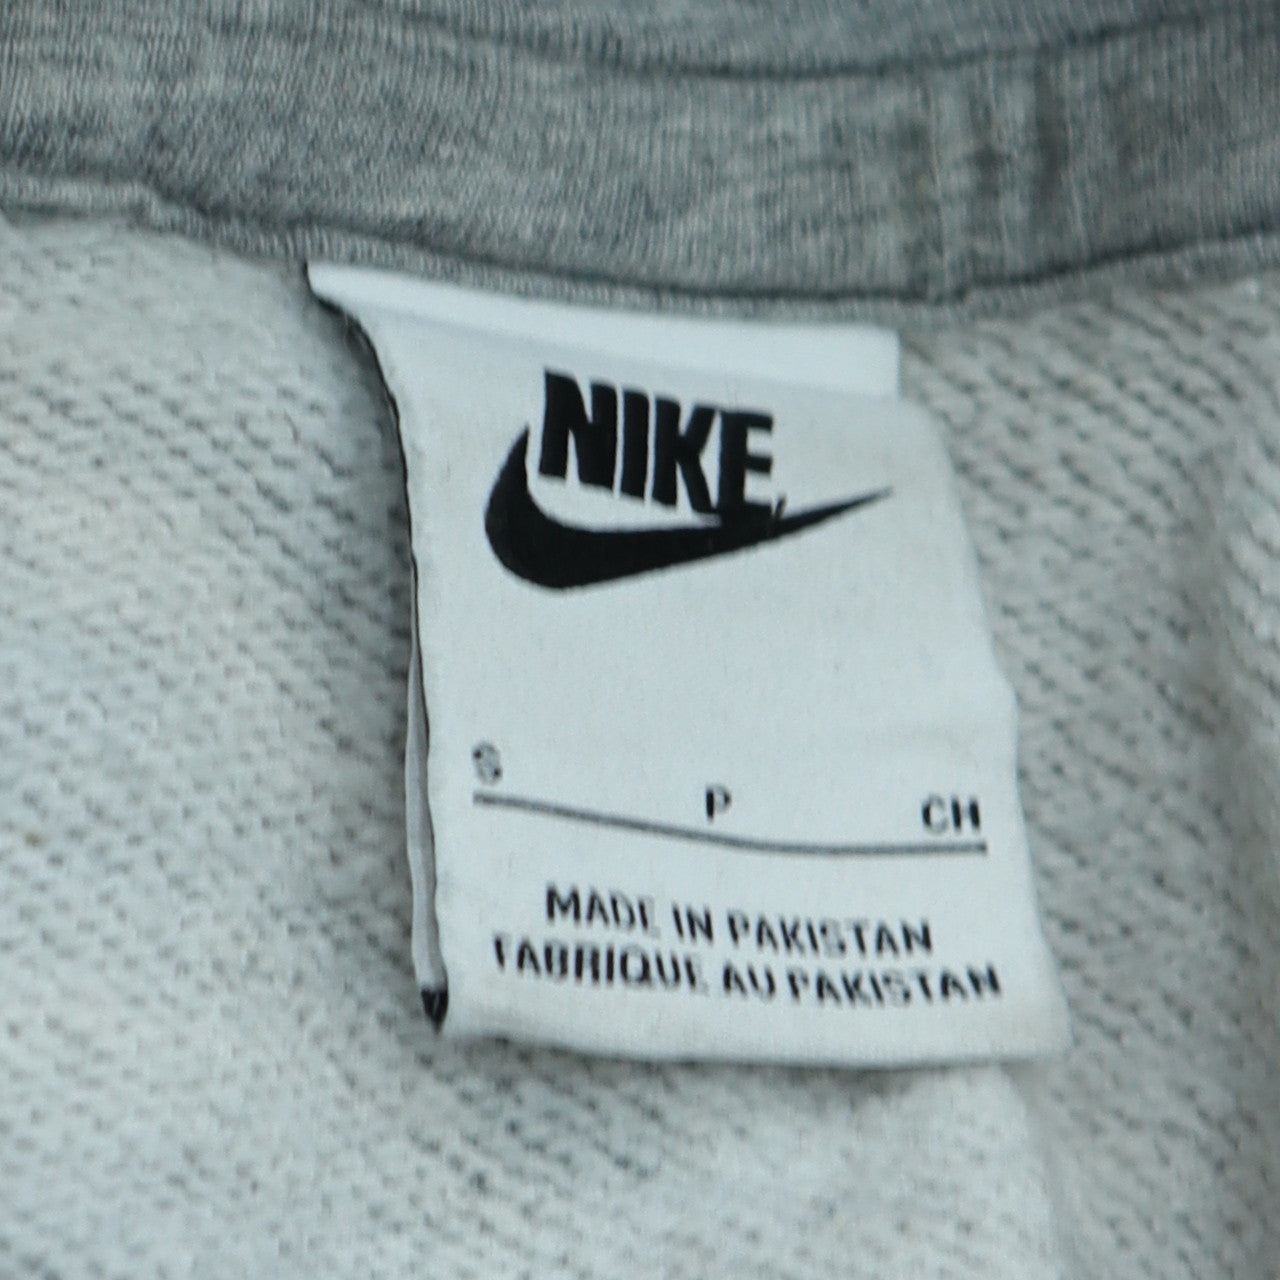 NIKE
S P CH
MADE IN PAKISTAN
FABRIQUE AU PAKISTAN